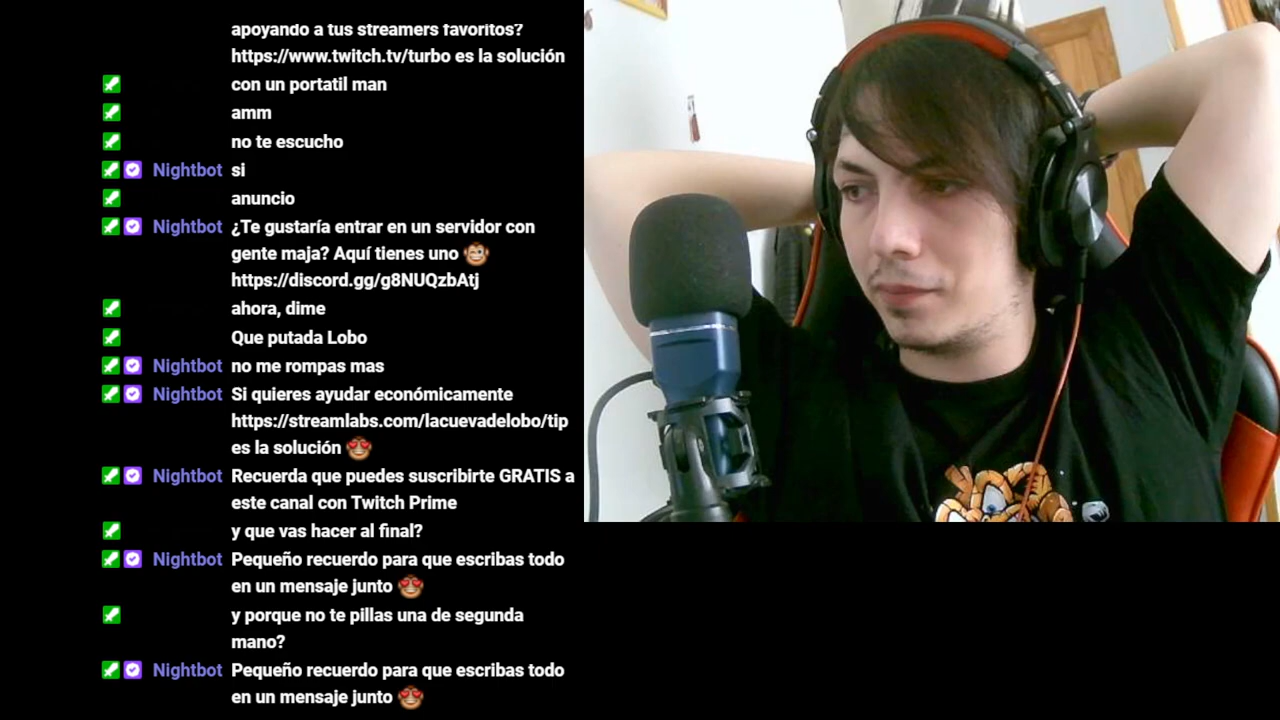 apoyando a tus streamers favoritos?
https://www.twitch.tv/turbo es la solución
con un portatil man
amm
no te escucho
Nightbot si
anuncio
Nightbot ¿Te gustaría entrar en un servidor con
gente maja? Aquí tienes uno
https://discord.gg/g8NUQzbAtj
ahora, dime
Que putada Lobo
Nightbot no me rompas mas
Nightbot Si quieres ayudar económicamente
https://streamlabs.com/lacuevadelobo/tip
es la solución
Nightbot Recuerda que puedes suscribirte GRATIS a
este canal con Twitch Prime
y que vas hacer al final?
Nightbot Pequeño recuerdo para que escribas todo
en un mensaje junto
y porque no te pillas una de segunda
mano?
Nightbot Pequeño recuerdo para que escribas todo
en un mensaje junto